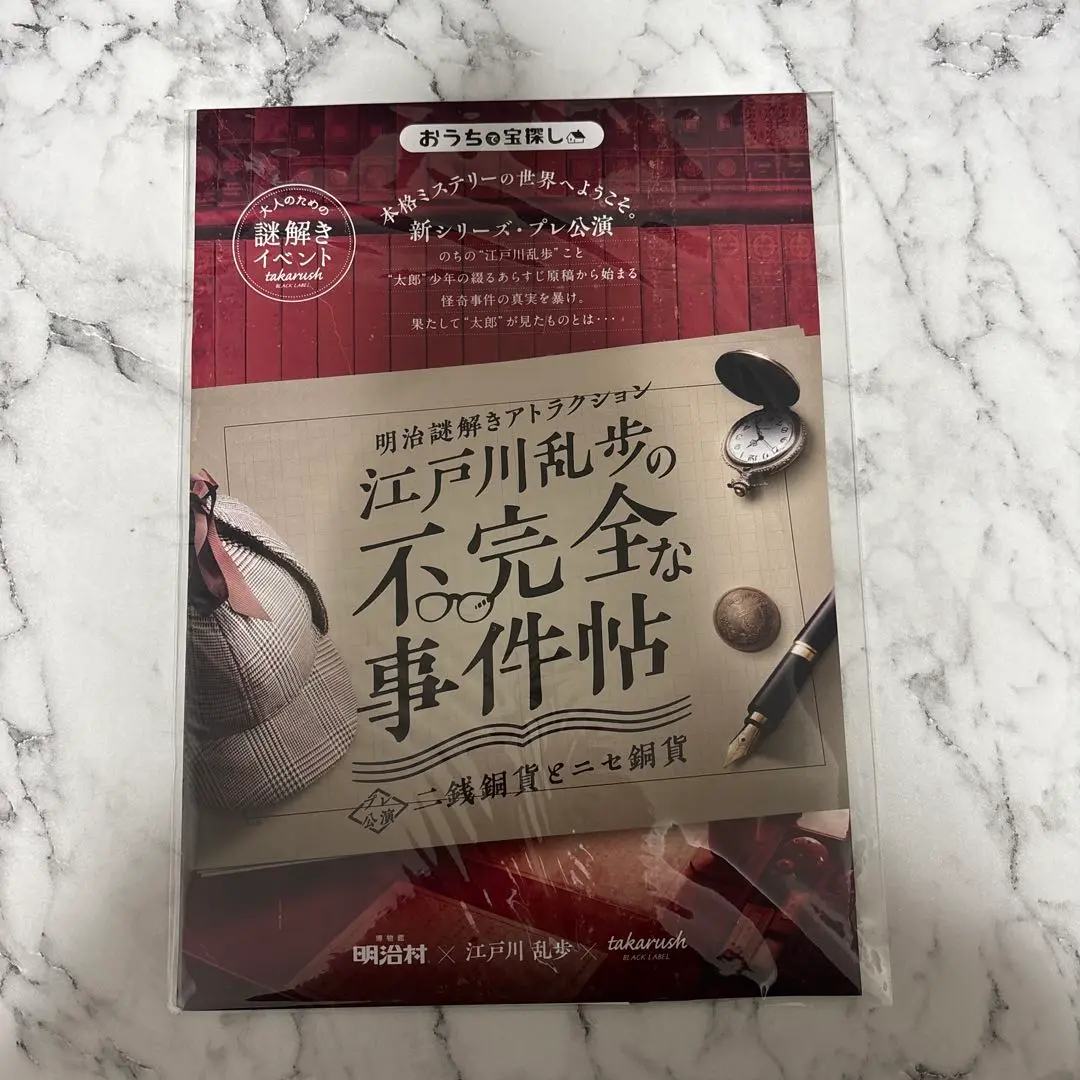 おうちで宝探し
大人のための
謎解き
イベント
takarush
BLACK LABEL
本格ミステリーの世界へようこそ。
新シリーズ・プレ公演
のちの“江戸川乱歩”こと
“太郎”少年の綴るあらすじ原稿から始まる
怪奇事件の真実を暴け。
果たして“太郎”が見たものとは・・・
明治謎解きアトラクション
江戸川乱歩の
不完全な
事件帖
プレ公演 二銭銅貨とニセ銅貨
博物館
明治村 × 江戸川 乱歩 × takarush
BLACK LABEL